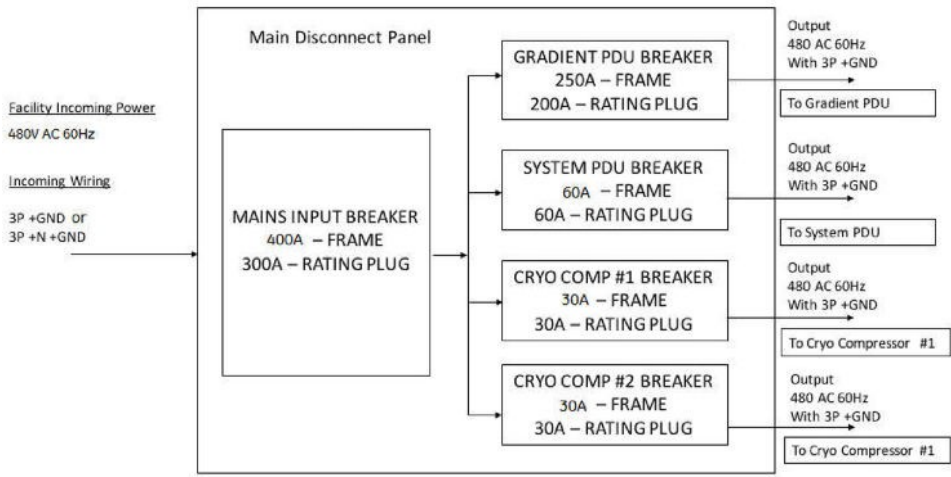 Facility Incoming Power
480V AC 60Hz
Incoming Wiring
3P +GND or
3P +N +GND
Main Disconnect Panel
MAINS INPUT BREAKER
400A – FRAME
300A – RATING PLUG
GRADIENT PDU BREAKER
250A – FRAME
200A – RATING PLUG
SYSTEM PDU BREAKER
60A – FRAME
60A – RATING PLUG
CRYO COMP #1 BREAKER
30A – FRAME
30A – RATING PLUG
CRYO COMP #2 BREAKER
30A – FRAME
30A – RATING PLUG
Output
480 AC 60Hz
With 3P +GND
To Gradient PDU
Output
480 AC 60Hz
With 3P +GND
To System PDU
Output
480 AC 60Hz
With 3P +GND
To Cryo Compressor #1
Output
480 AC 60Hz
With 3P +GND
To Cryo Compressor #1